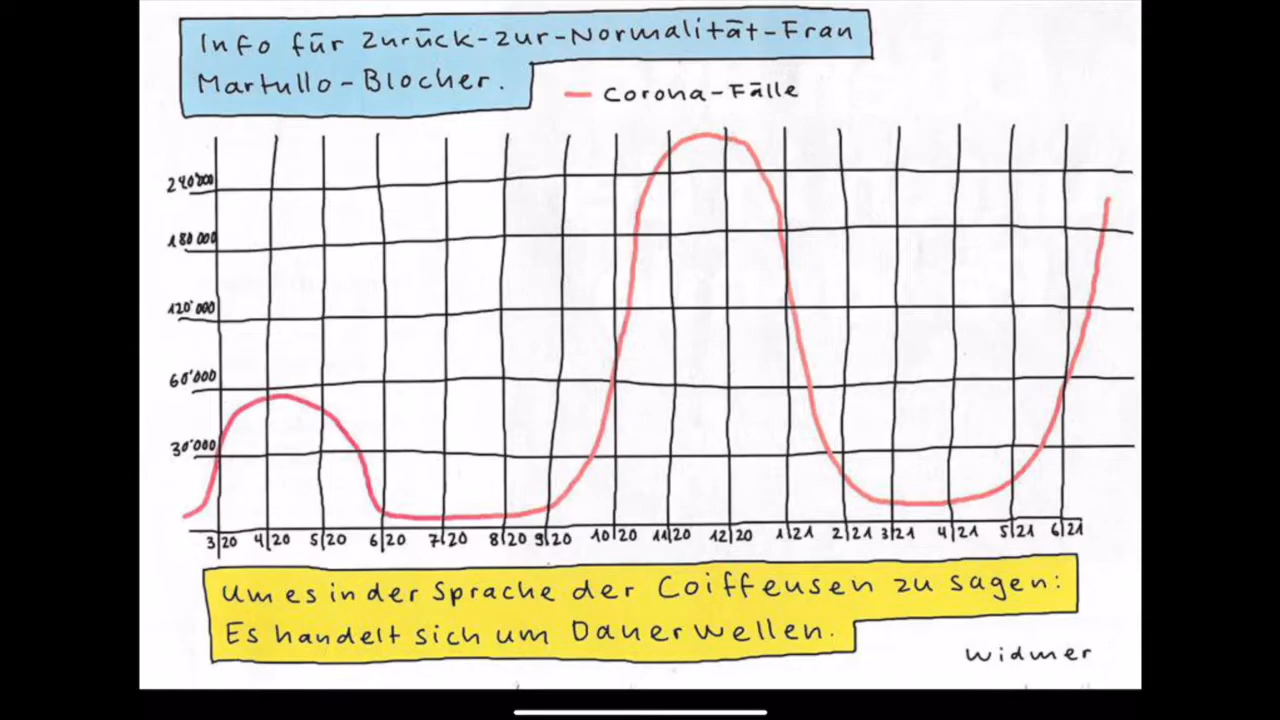 Info für Zurück-zur-Normalität-Frau
Martullo-Blocher.
Corona-Fälle
240'000
180'000
120'000
60'000
30'000
3/20 4/20 5/20 6/20 7/20 8/20 9/20 10/20 11/20 12/20 1/21 2/21 3/21 4/21 5/21 6/21
Um es in der Sprache der Coiffeusen zu sagen:
Es handelt sich um Dauerwellen.
Widmer